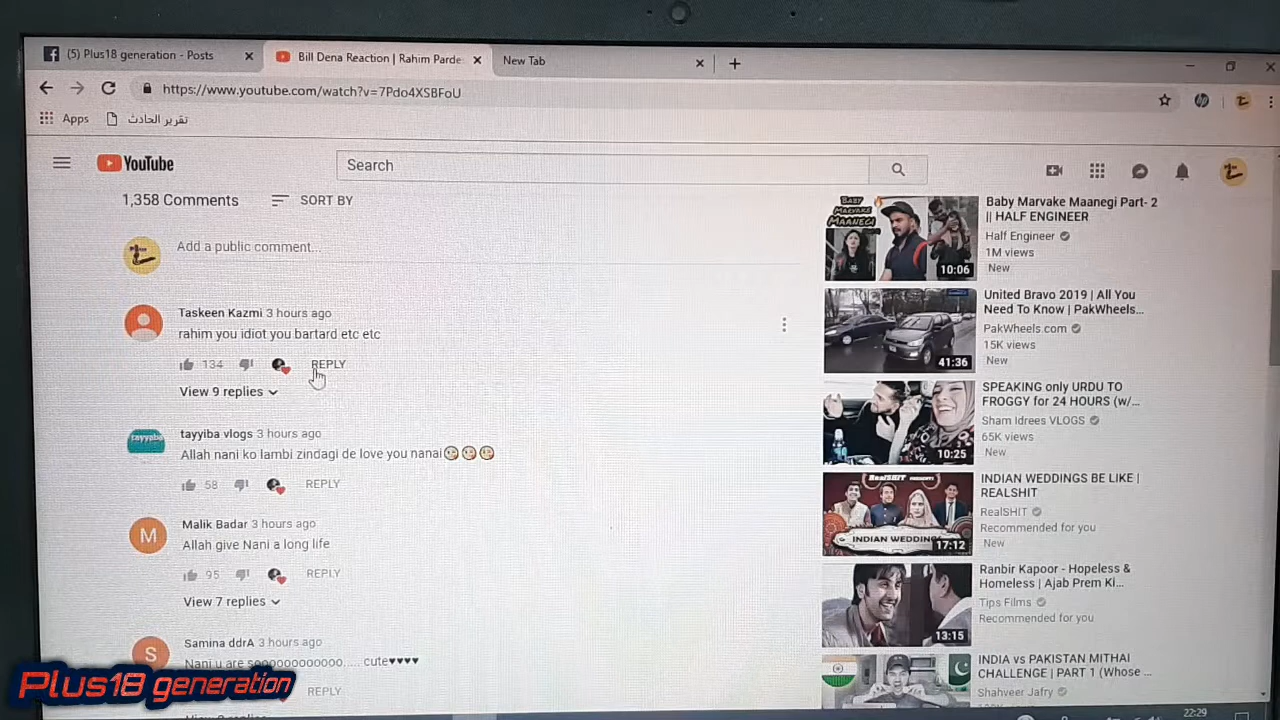 (5) Plus18 generation - Posts
Bill Dena Reaction | Rahim Parde
New Tab
https://www.youtube.com/watch?v=7Pdo4XSBFoU
Apps
تقرير الحادث
YouTube
Search
1,358 Comments
SORT BY
Add a public comment...
Taskeen Kazmi 3 hours ago
rahim you idiot you bartard etc etc
134
REPLY
View 9 replies
tayyiba vlogs 3 hours ago
Allah nani ko lambi zindagi de love you nanai
58
REPLY
Malik Badar 3 hours ago
Allah give Nani a long life
95
REPLY
View 7 replies
Samina ddrA 3 hours ago
REPLY
BABY MARVAKE MAANEGI
10:06
Baby Marvake Maanegi Part- 2
|| HALF ENGINEER
Half Engineer
1M views
New
41:36
United Bravo 2019 | All You
Need To Know | PakWheels...
PakWheels.com
15K views
New
10:25
SPEAKING only URDU TO
FROGGY for 24 HOURS (w/...
Sham Idrees VLOGS
65K views
New
INDIAN WEDDING
17:12
INDIAN WEDDINGS BE LIKE |
REALSHIT
RealSHIT
Recommended for you
New
13:15
Ranbir Kapoor - Hopeless &
Homeless | Ajab Prem Ki...
Tips Films
Recommended for you
INDIA vs PAKISTAN MITHAI
CHALLENGE | PART 1 (Whose ...
Shahveer Jafry
22:29
Plus18 generation